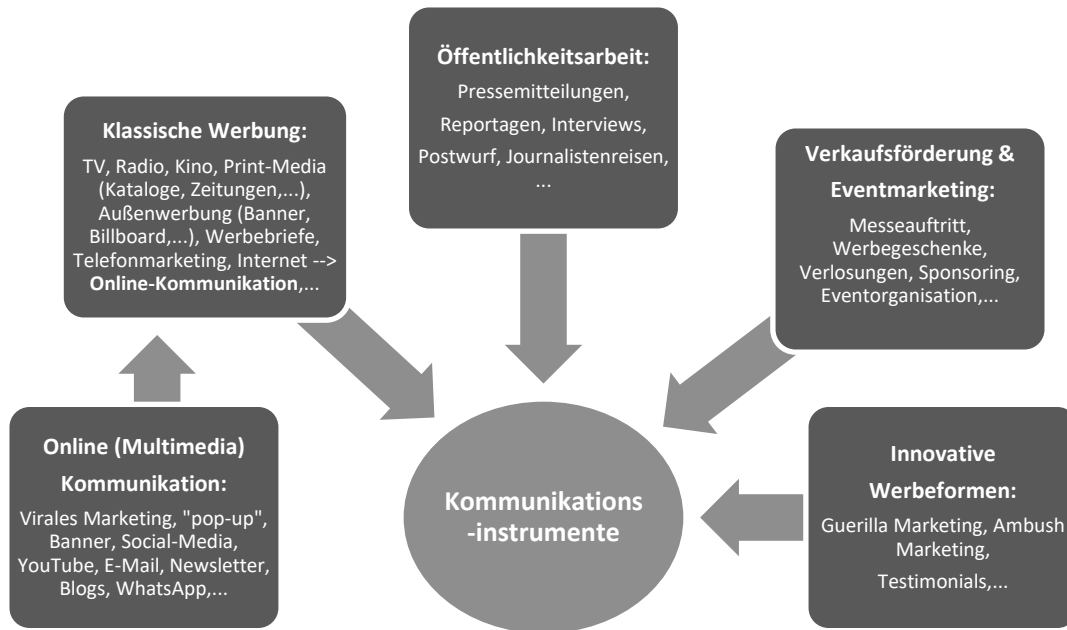 Öffentlichkeitsarbeit:
Pressemitteilungen,
Reportagen, Interviews,
Postwurf, Journalistenreisen,
...
Klassische Werbung:
TV, Radio, Kino, Print-Media
(Kataloge, Zeitungen,...),
Außenwerbung (Banner,
Billboard,...), Werbebriefe,
Telefonmarketing, Internet -->
Online-Kommunikation,...
Verkaufsförderung &
Eventmarketing:
Messeauftritt,
Werbegeschenke,
Verlosungen, Sponsoring,
Eventorganisation,...
Online (Multimedia)
Kommunikation:
Virales Marketing, "pop-up",
Banner, Social-Media,
YouTube, E-Mail, Newsletter,
Blogs, WhatsApp,...
Kommunikations
-instrumente
Innovative
Werbeformen:
Guerilla Marketing, Ambush
Marketing,
Testimonials,...